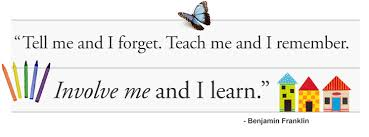 “Tell me and I forget. Teach me and I remember.
Involve me and I learn.”
- Benjamin Franklin